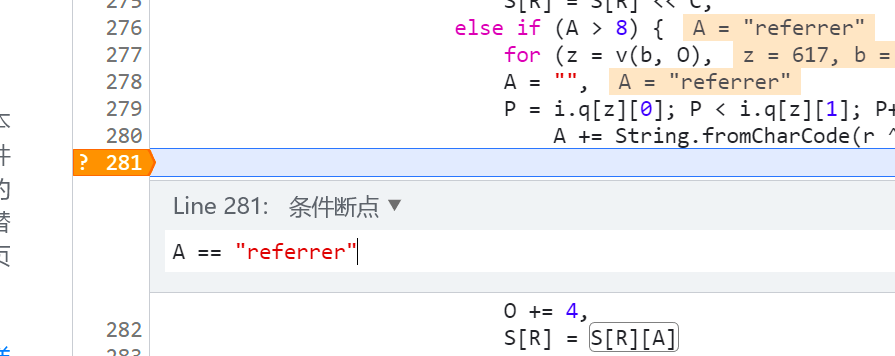 275 S[R] = S[R] << C,
276 else if (A > 8) { A = "referrer"
277 for (z = v(b, O), z = 617, b =
278 A = "", A = "referrer"
279 P = i.q[z][0]; P < i.q[z][1]; P+
280 A += String.fromCharCode(r ^
? 281
Line 281: 条件断点 ▼
A == "referrer"
O += 4,
282 S[R] = S[R][A]
283
件
的
替
页